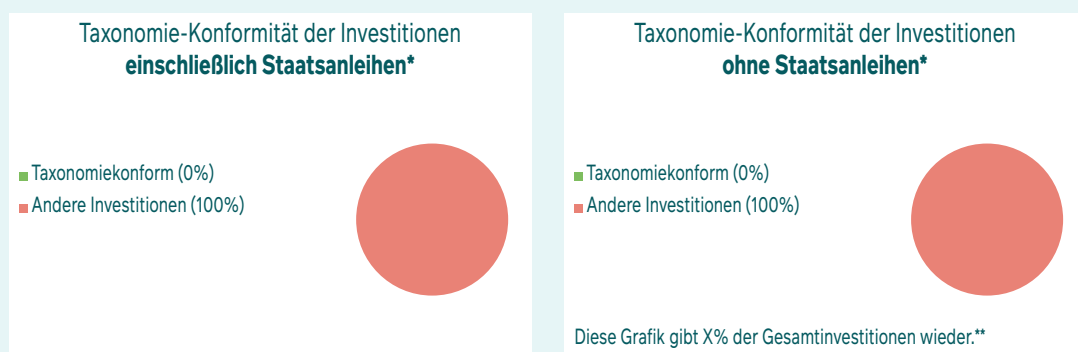 Taxonomie-Konformität der Investitionen
einschließlich Staatsanleihen*
Taxonomiekonform (0%)
Andere Investitionen (100%)
Taxonomie-Konformität der Investitionen
ohne Staatsanleihen*
Taxonomiekonform (0%)
Andere Investitionen (100%)
Diese Grafik gibt X% der Gesamtinvestitionen wieder.**